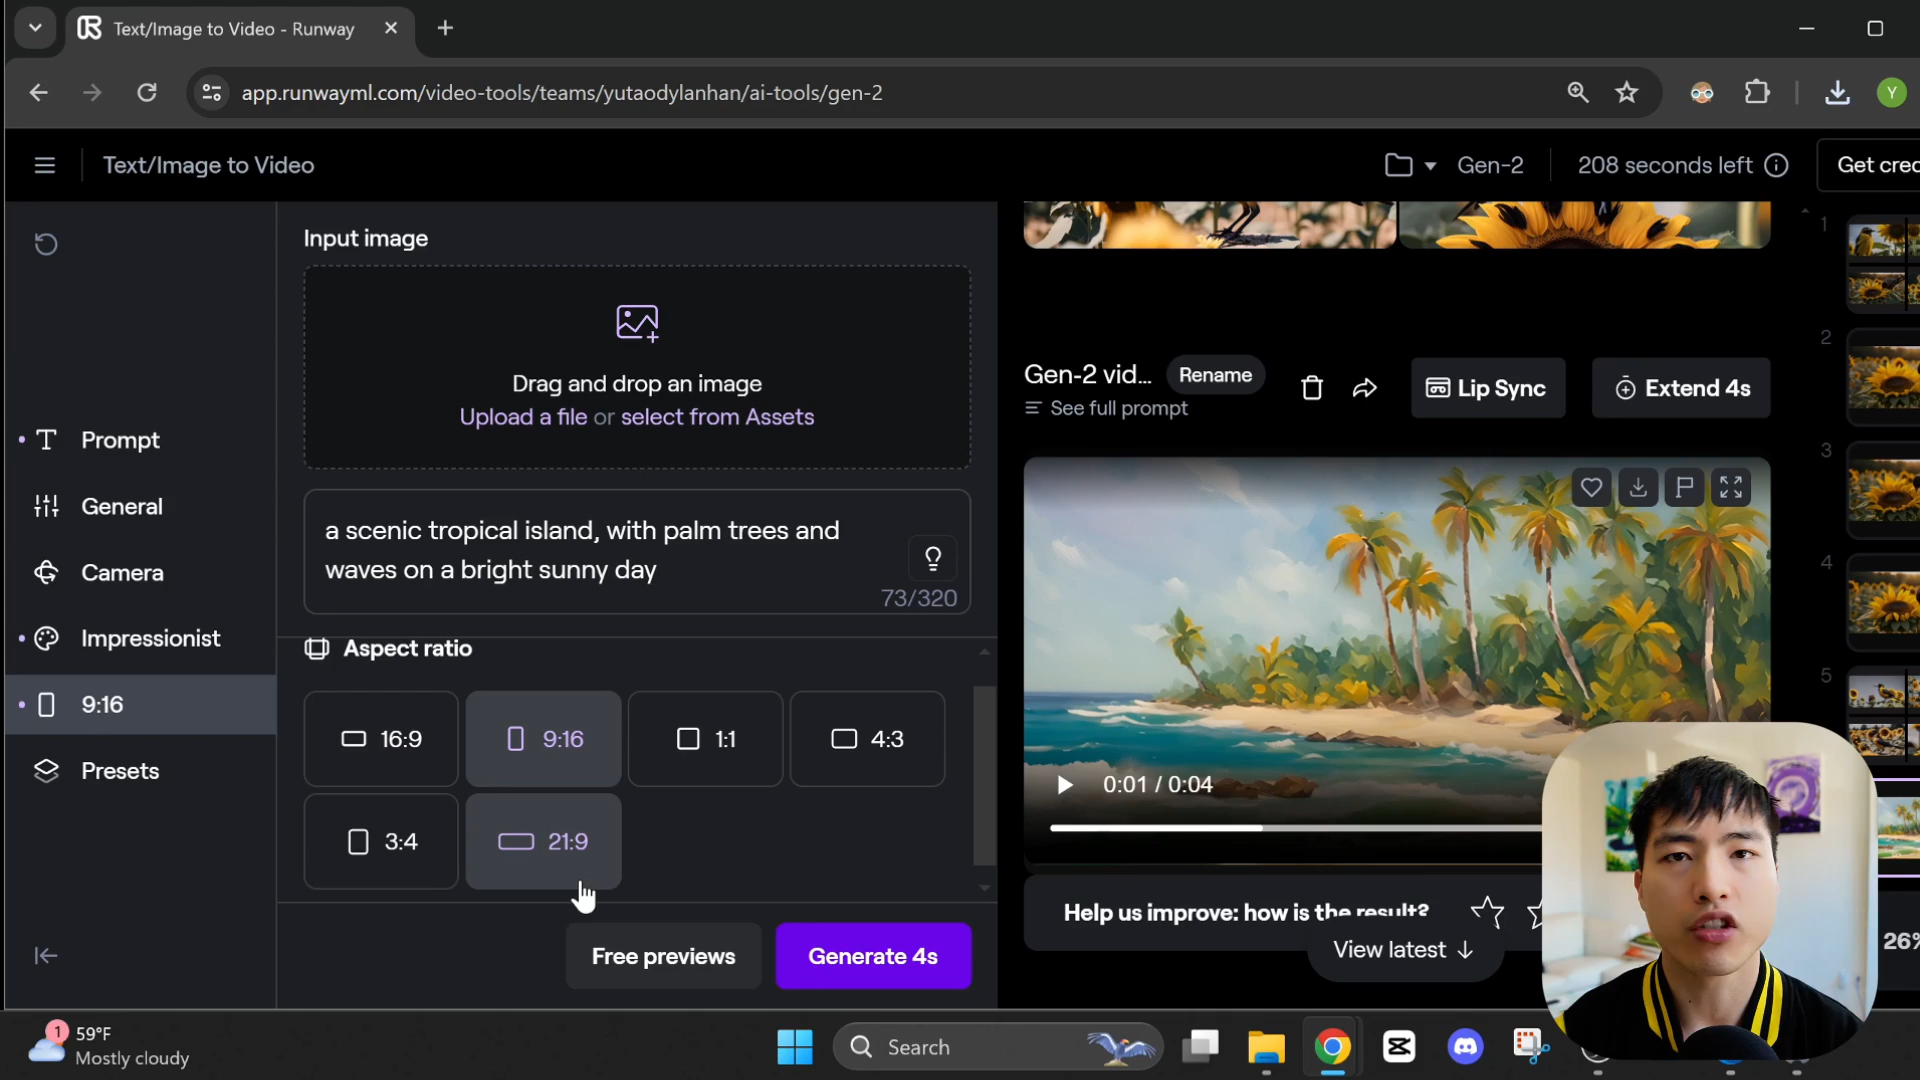 Text/Image to Video - Runway
app.runwayml.com/video-tools/teams/yutaodylanhan/ai-tools/gen-2
Y
Text/Image to Video
Gen-2
208 seconds left
Get cred
Input image
Drag and drop an image
Upload a file or select from Assets
Prompt
General
Camera
Impressionist
9:16
Presets
a scenic tropical island, with palm trees and
waves on a bright sunny day
73/320
Aspect ratio
16:9
9:16
1:1
4:3
3:4
21:9
Free previews
Generate 4s
Gen-2 vid...
Rename
See full prompt
Lip Sync
Extend 4s
0:01 / 0:04
Help us improve: how is the result?
View latest ↓
1
2
3
4
5
26%
1
59°F
Mostly cloudy
Search